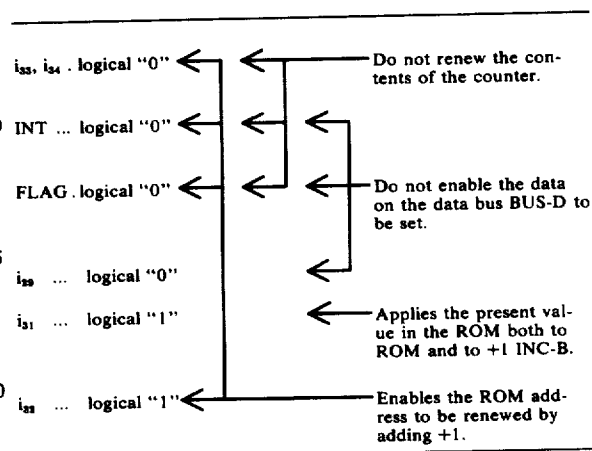 i₃₃, i₃₄ . logical "0"
Do not renew the con-
tents of the counter.
INT ... logical "0"
FLAG . logical "0"
Do not enable the data
on the data bus BUS-D to
be set.
i₂₉ ... logical "0"
i₃₁ ... logical "1"
Applies the present val-
ue in the ROM both to
ROM and to +1 INC-B.
... logical "1"
Enables the ROM add-
ress to be renewed by
adding +1.